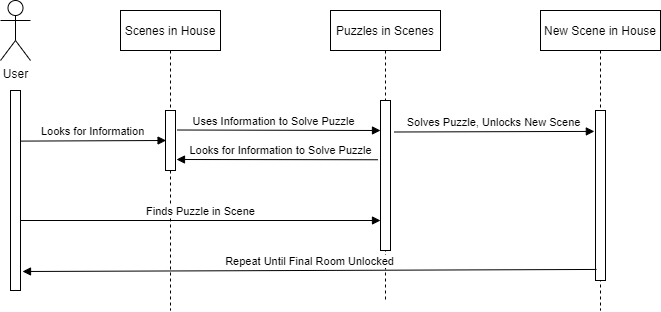 Scenes in House
Puzzles in Scenes
New Scene in House
User
Uses Information to Solve Puzzle
Solves Puzzle, Unlocks New Scene
Looks for Information
Looks for Information to Solve Puzzle
Finds Puzzle in Scene
Repeat Until Final Room Unlocked